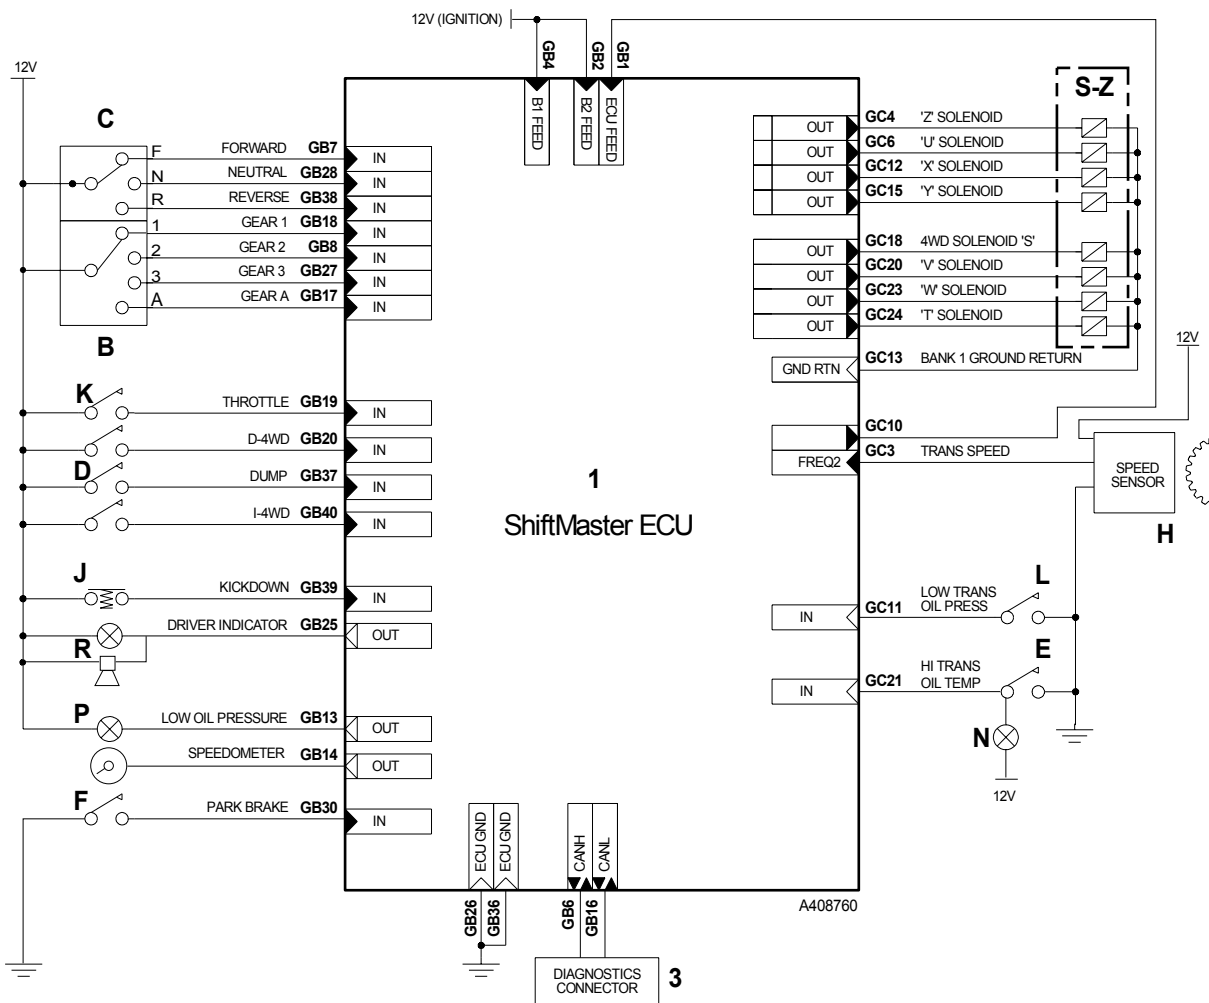 12V (IGNITION)
GB4
GB2
GB1
12V
B1 FEED
B2 FEED
ECU FEED
S-Z
C
F FORWARD GB7 IN
N NEUTRAL GB28 IN
R REVERSE GB38 IN
1 GEAR 1 GB18 IN
2 GEAR 2 GB8 IN
3 GEAR 3 GB27 IN
A GEAR A GB17 IN
B
OUT GC4 'Z' SOLENOID
OUT GC6 'U' SOLENOID
OUT GC12 'X' SOLENOID
OUT GC15 'Y' SOLENOID
OUT GC18 4WD SOLENOID 'S'
OUT GC20 'V' SOLENOID
OUT GC23 'W' SOLENOID
OUT GC24 'T' SOLENOID
GND RTN GC13 BANK 1 GROUND RETURN
12V
K THROTTLE GB19 IN
D-4WD GB20 IN
D DUMP GB37 IN
I-4WD GB40 IN
GC10
FREQ2 GC3 TRANS SPEED
SPEED
SENSOR
H
1
ShiftMaster ECU
J KICKDOWN GB39 IN
DRIVER INDICATOR GB25 OUT
R
P LOW OIL PRESSURE GB13 OUT
SPEEDOMETER GB14 OUT
F PARK BRAKE GB30 IN
IN GC11 LOW TRANS
OIL PRESS
L
IN GC21 HI TRANS
OIL TEMP
E
N
12V
ECU GND
ECU GND
CANH
CANL
A408760
GB26
GB36
GB6
GB16
DIAGNOSTICS
CONNECTOR
3